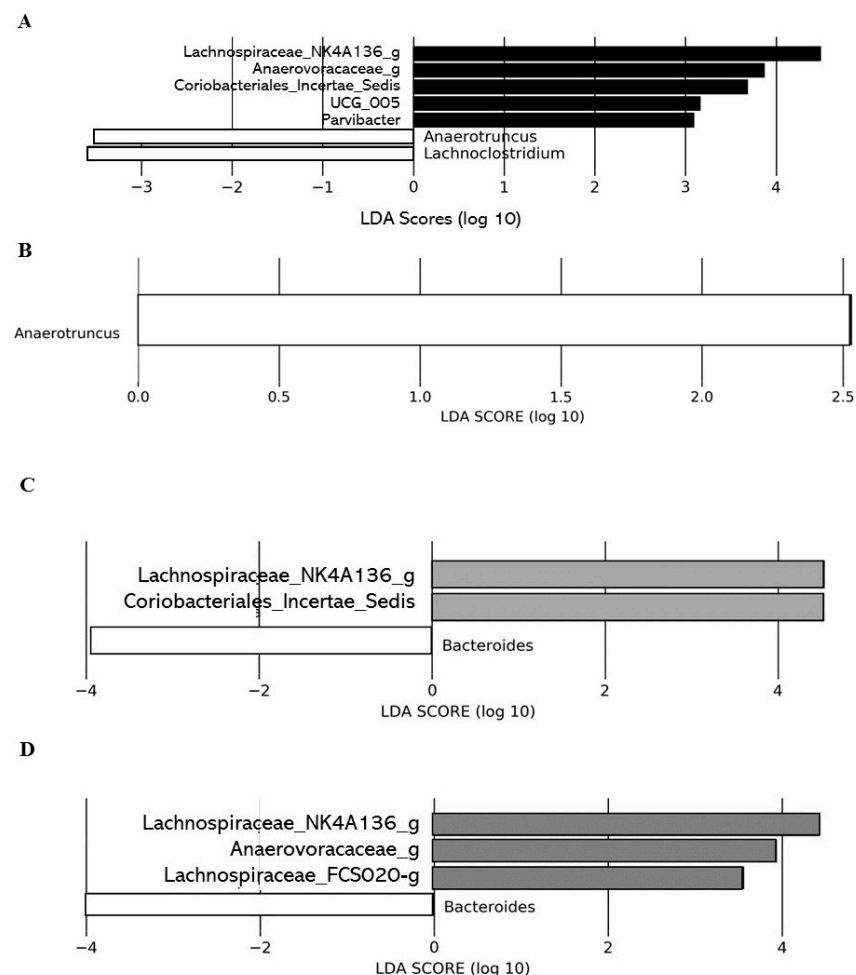 A
Lachnospiraceae_NK4A136_g
Anaerovoracaceae_g
Coriobacteriales_Incertae_Sedis
UCG_005
Parvibacter
Anaerotruncus
Lachnoclostridium
−3 −2 −1 0 1 2 3 4
LDA Scores (log 10)
B
Anaerotruncus
0.0 0.5 1.0 1.5 2.0 2.5
LDA SCORE (log 10)
C
Lachnospiraceae_NK4A136_g
Coriobacteriales_Incertae_Sedis
Bacteroides
−4 −2 0 2 4
LDA SCORE (log 10)
D
Lachnospiraceae_NK4A136_g
Anaerovoracaceae_g
Lachnospiraceae_FCS020-g
Bacteroides
−4 −2 0 2 4
LDA SCORE (log 10)